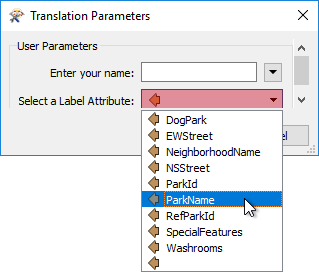 Translation Parameters
User Parameters
Enter your name:
Select a Label Attribute:
DogPark
EWStreet
NeighborhoodName
NSStreet
ParkId
ParkName
RefParkId
SpecialFeatures
Washrooms